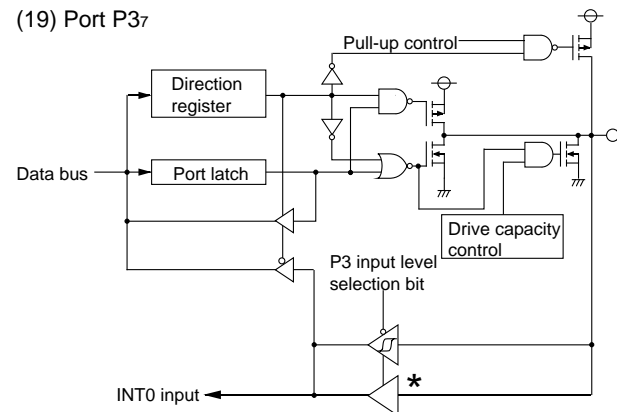 (19) Port P3₇
Pull-up control
Direction
register
Data bus
Port latch
Drive capacity
control
P3 input level
selection bit
*
INT0 input